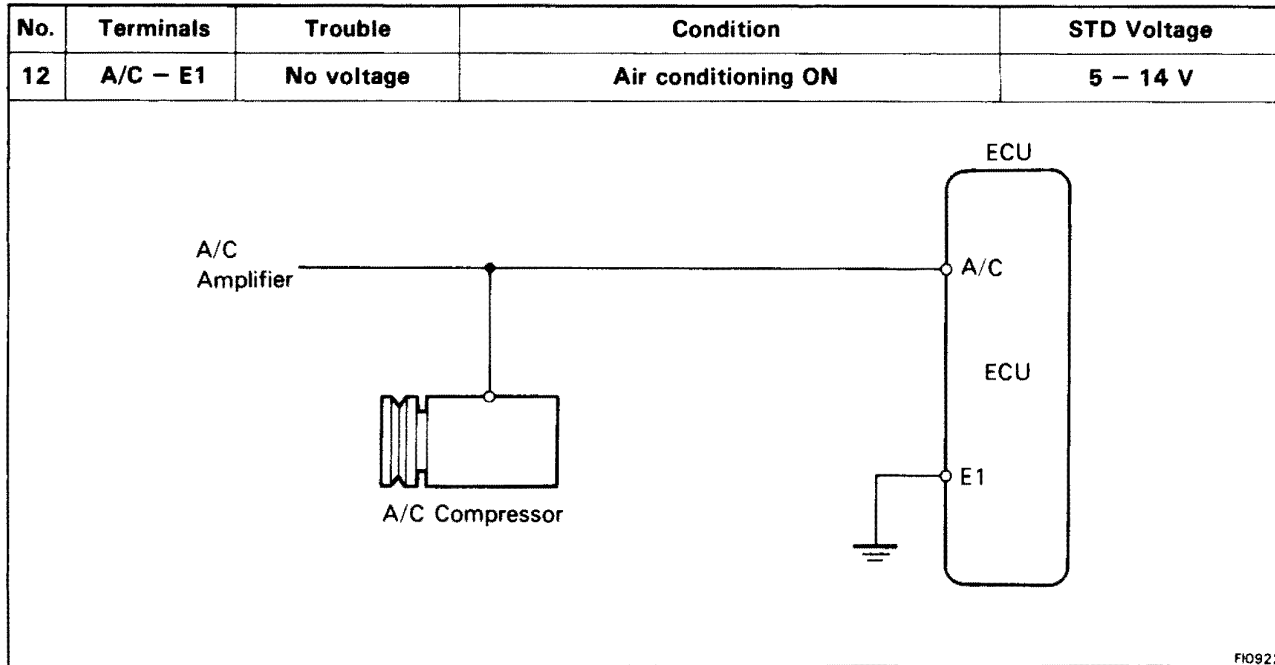 No. Terminals Trouble Condition STD Voltage
12 A/C – E1 No voltage Air conditioning ON 5 – 14 V
ECU
A/C
Amplifier
A/C
ECU
E1
A/C Compressor